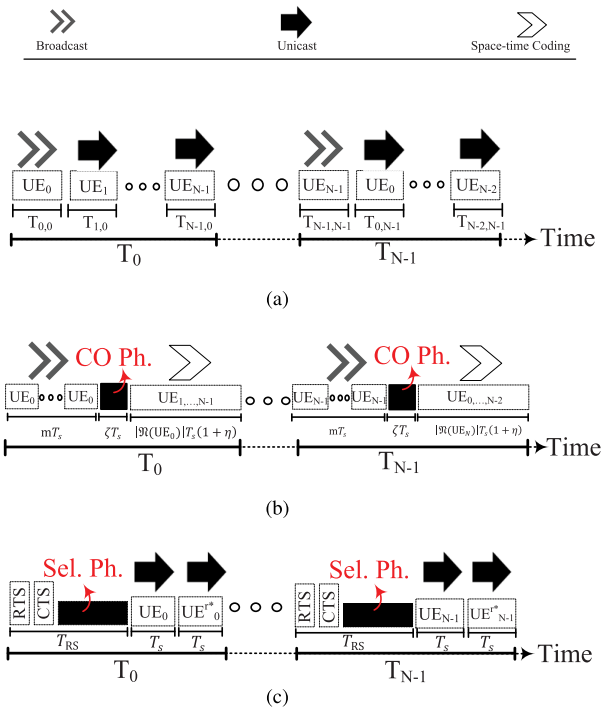 Broadcast Unicast Space-time Coding
UE0 UE1 UEN-1 UEN-1 UE0 UEN-2
T0,0 T1,0 TN-1,0 TN-1,N-1 T0,N-1 TN-2,N-1
Time
T0 TN-1
(a)
CO Ph. CO Ph.
UE0 UE0 UE1,...,N-1 UEN-1 UEN-1 UE0,...,N-2
mTs ζTs |ℜ(UE0)|Ts(1 + η) mTs ζTs |ℜ(UEN)|Ts(1 + η)
Time
T0 TN-1
(b)
Sel. Ph. Sel. Ph.
RTS CTS UE0 UEr*0 RTS CTS UEN-1 UEr*N-1
TRS Ts Ts TRS Ts Ts
Time
T0 TN-1
(c)